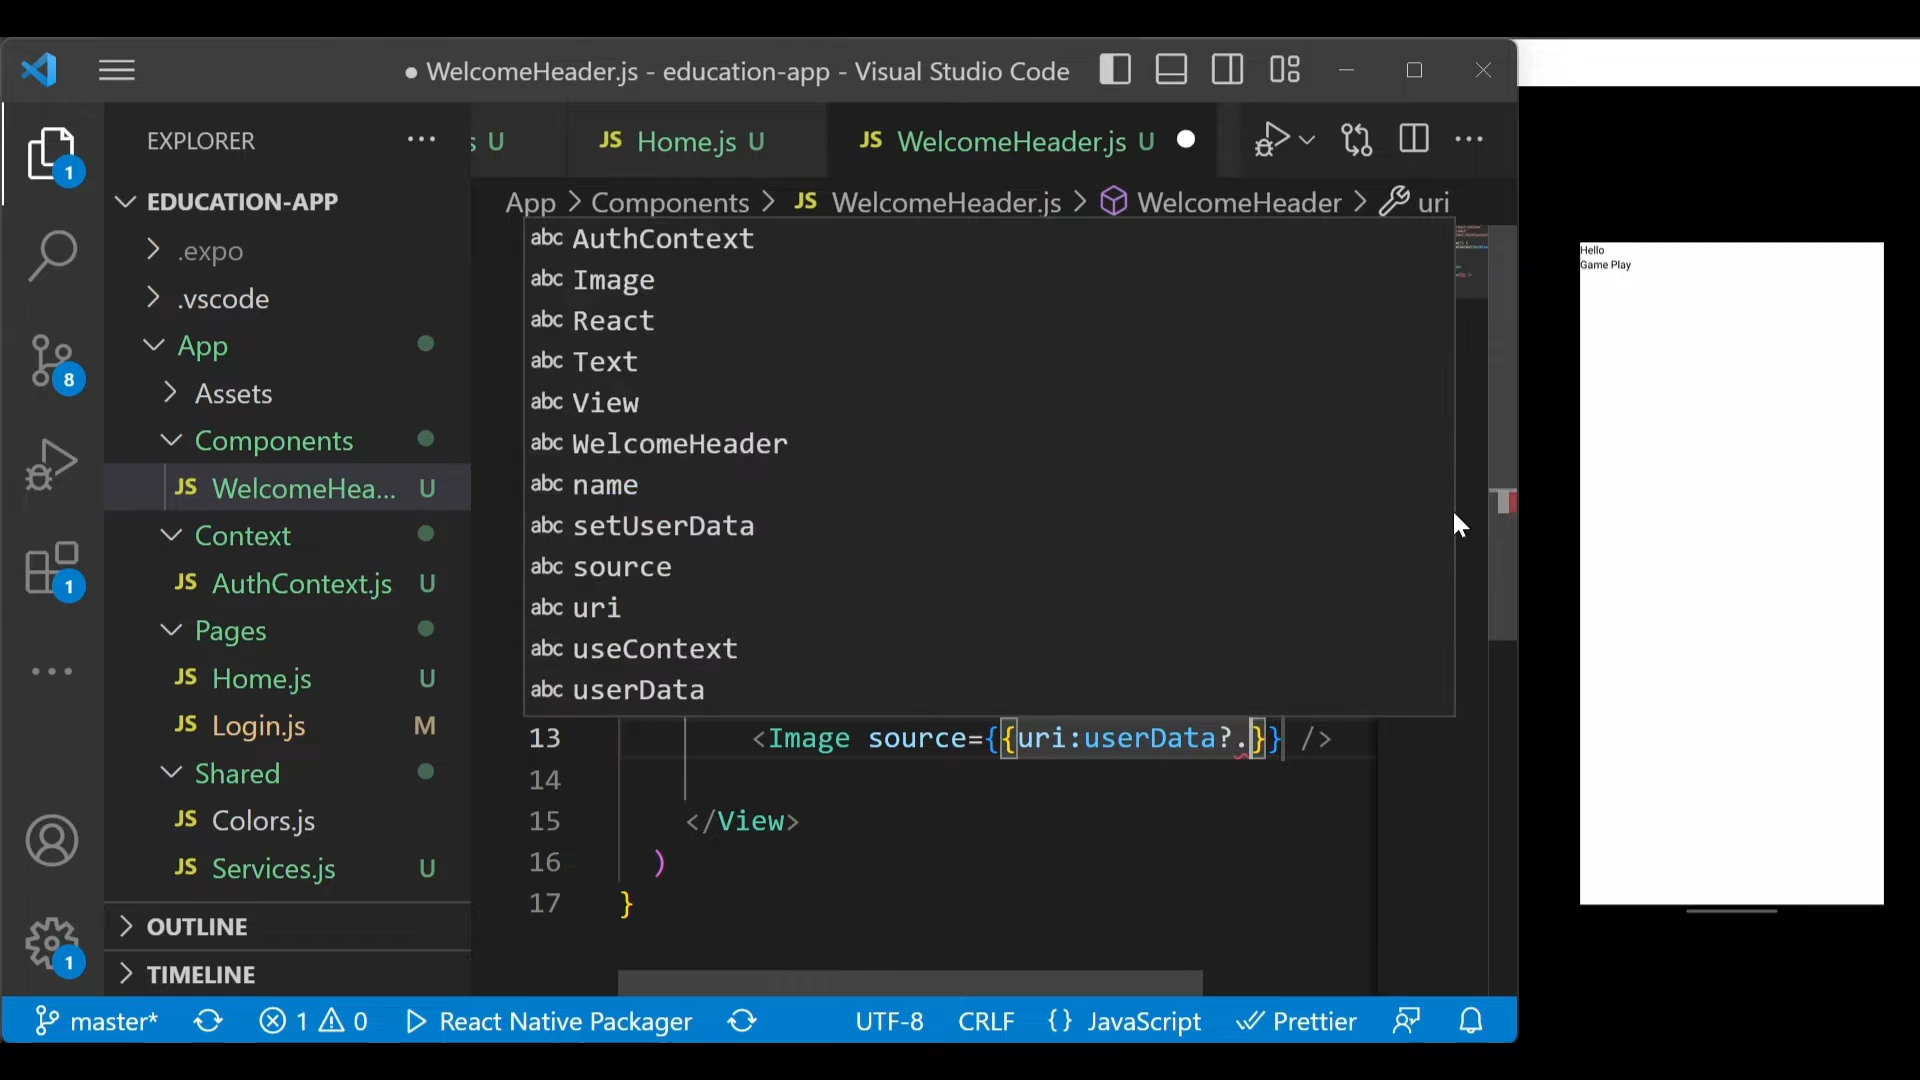 WelcomeHeader.js - education-app - Visual Studio Code
EXPLORER
s U
JS Home.js U
JS WelcomeHeader.js U
EDUCATION-APP
App > Components > JS WelcomeHeader.js > WelcomeHeader > uri
.expo
.vscode
App
Assets
Components
JS WelcomeHea... U
Context
JS AuthContext.js U
Pages
JS Home.js U
JS Login.js M
Shared
JS Colors.js
JS Services.js U
OUTLINE
TIMELINE
1
8
1
1
abc AuthContext
abc Image
abc React
abc Text
abc View
abc WelcomeHeader
abc name
abc setUserData
abc source
abc uri
abc useContext
abc userData
13 <Image source={{uri:userData?.}} />
14
15 </View>
16 )
17 }
master* 1 0 React Native Packager UTF-8 CRLF {} JavaScript Prettier
Hello
Game Play